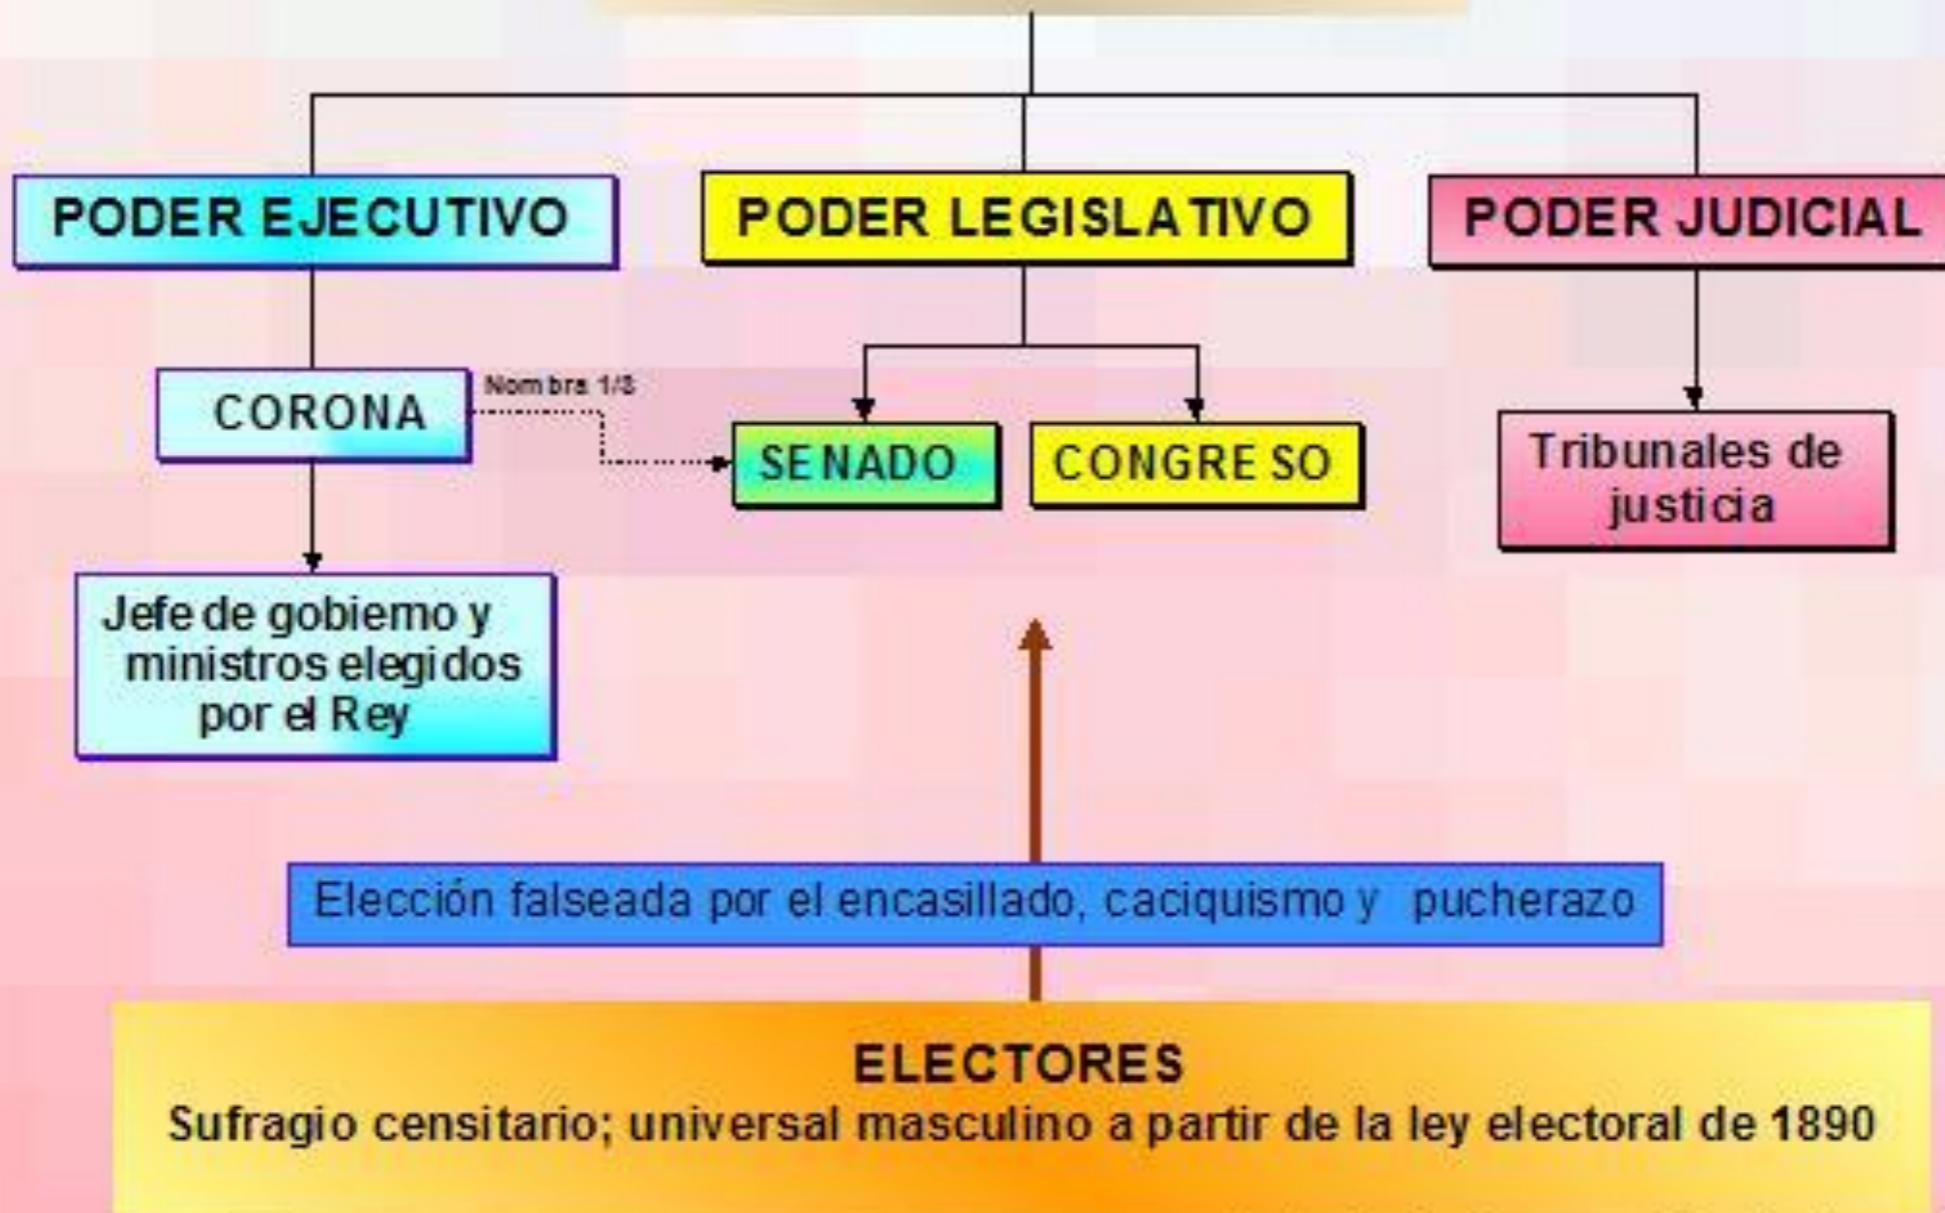 PODER EJECUTIVO
PODER LEGISLATIVO
PODER JUDICIAL
CORONA
Nombra 1/3
SENADO
CONGRESO
Tribunales de
justicia
Jefe de gobierno y
ministros elegidos
por el Rey
Elección falseada por el encasillado, caciquismo y pucherazo
ELECTORES
Sufragio censitario; universal masculino a partir de la ley electoral de 1890